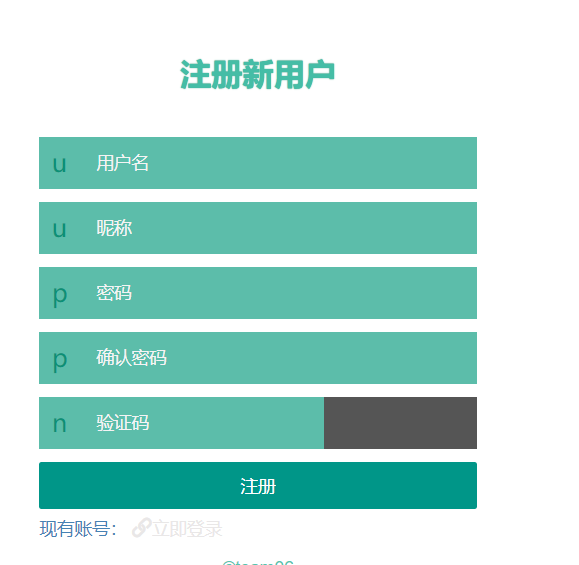 注册新用户
u 用户名
u 昵称
p 密码
p 确认密码
n 验证码
注册
现有账号： 立即登录